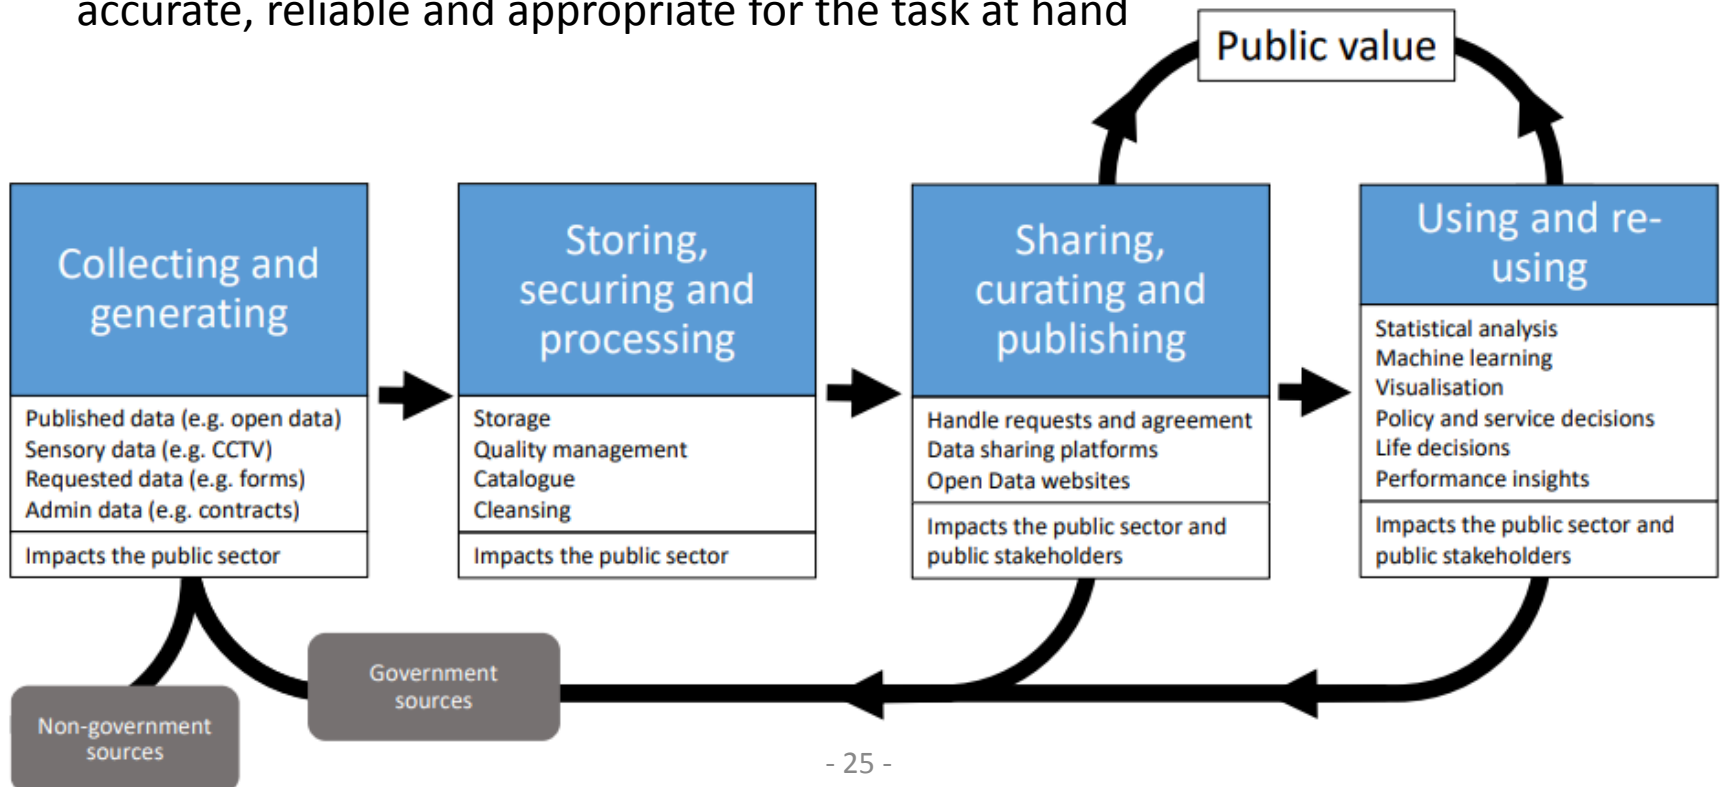 accurate, reliable and appropriate for the task at hand
Public value
Collecting and
generating
Published data (e.g. open data)
Sensory data (e.g. CCTV)
Requested data (e.g. forms)
Admin data (e.g. contracts)
Impacts the public sector
Storing,
securing and
processing
Storage
Quality management
Catalogue
Cleansing
Impacts the public sector
Sharing,
curating and
publishing
Handle requests and agreement
Data sharing platforms
Open Data websites
Impacts the public sector and
public stakeholders
Using and re-
using
Statistical analysis
Machine learning
Visualisation
Policy and service decisions
Life decisions
Performance insights
Impacts the public sector and
public stakeholders
Government
sources
Non-government
sources
- 25 -